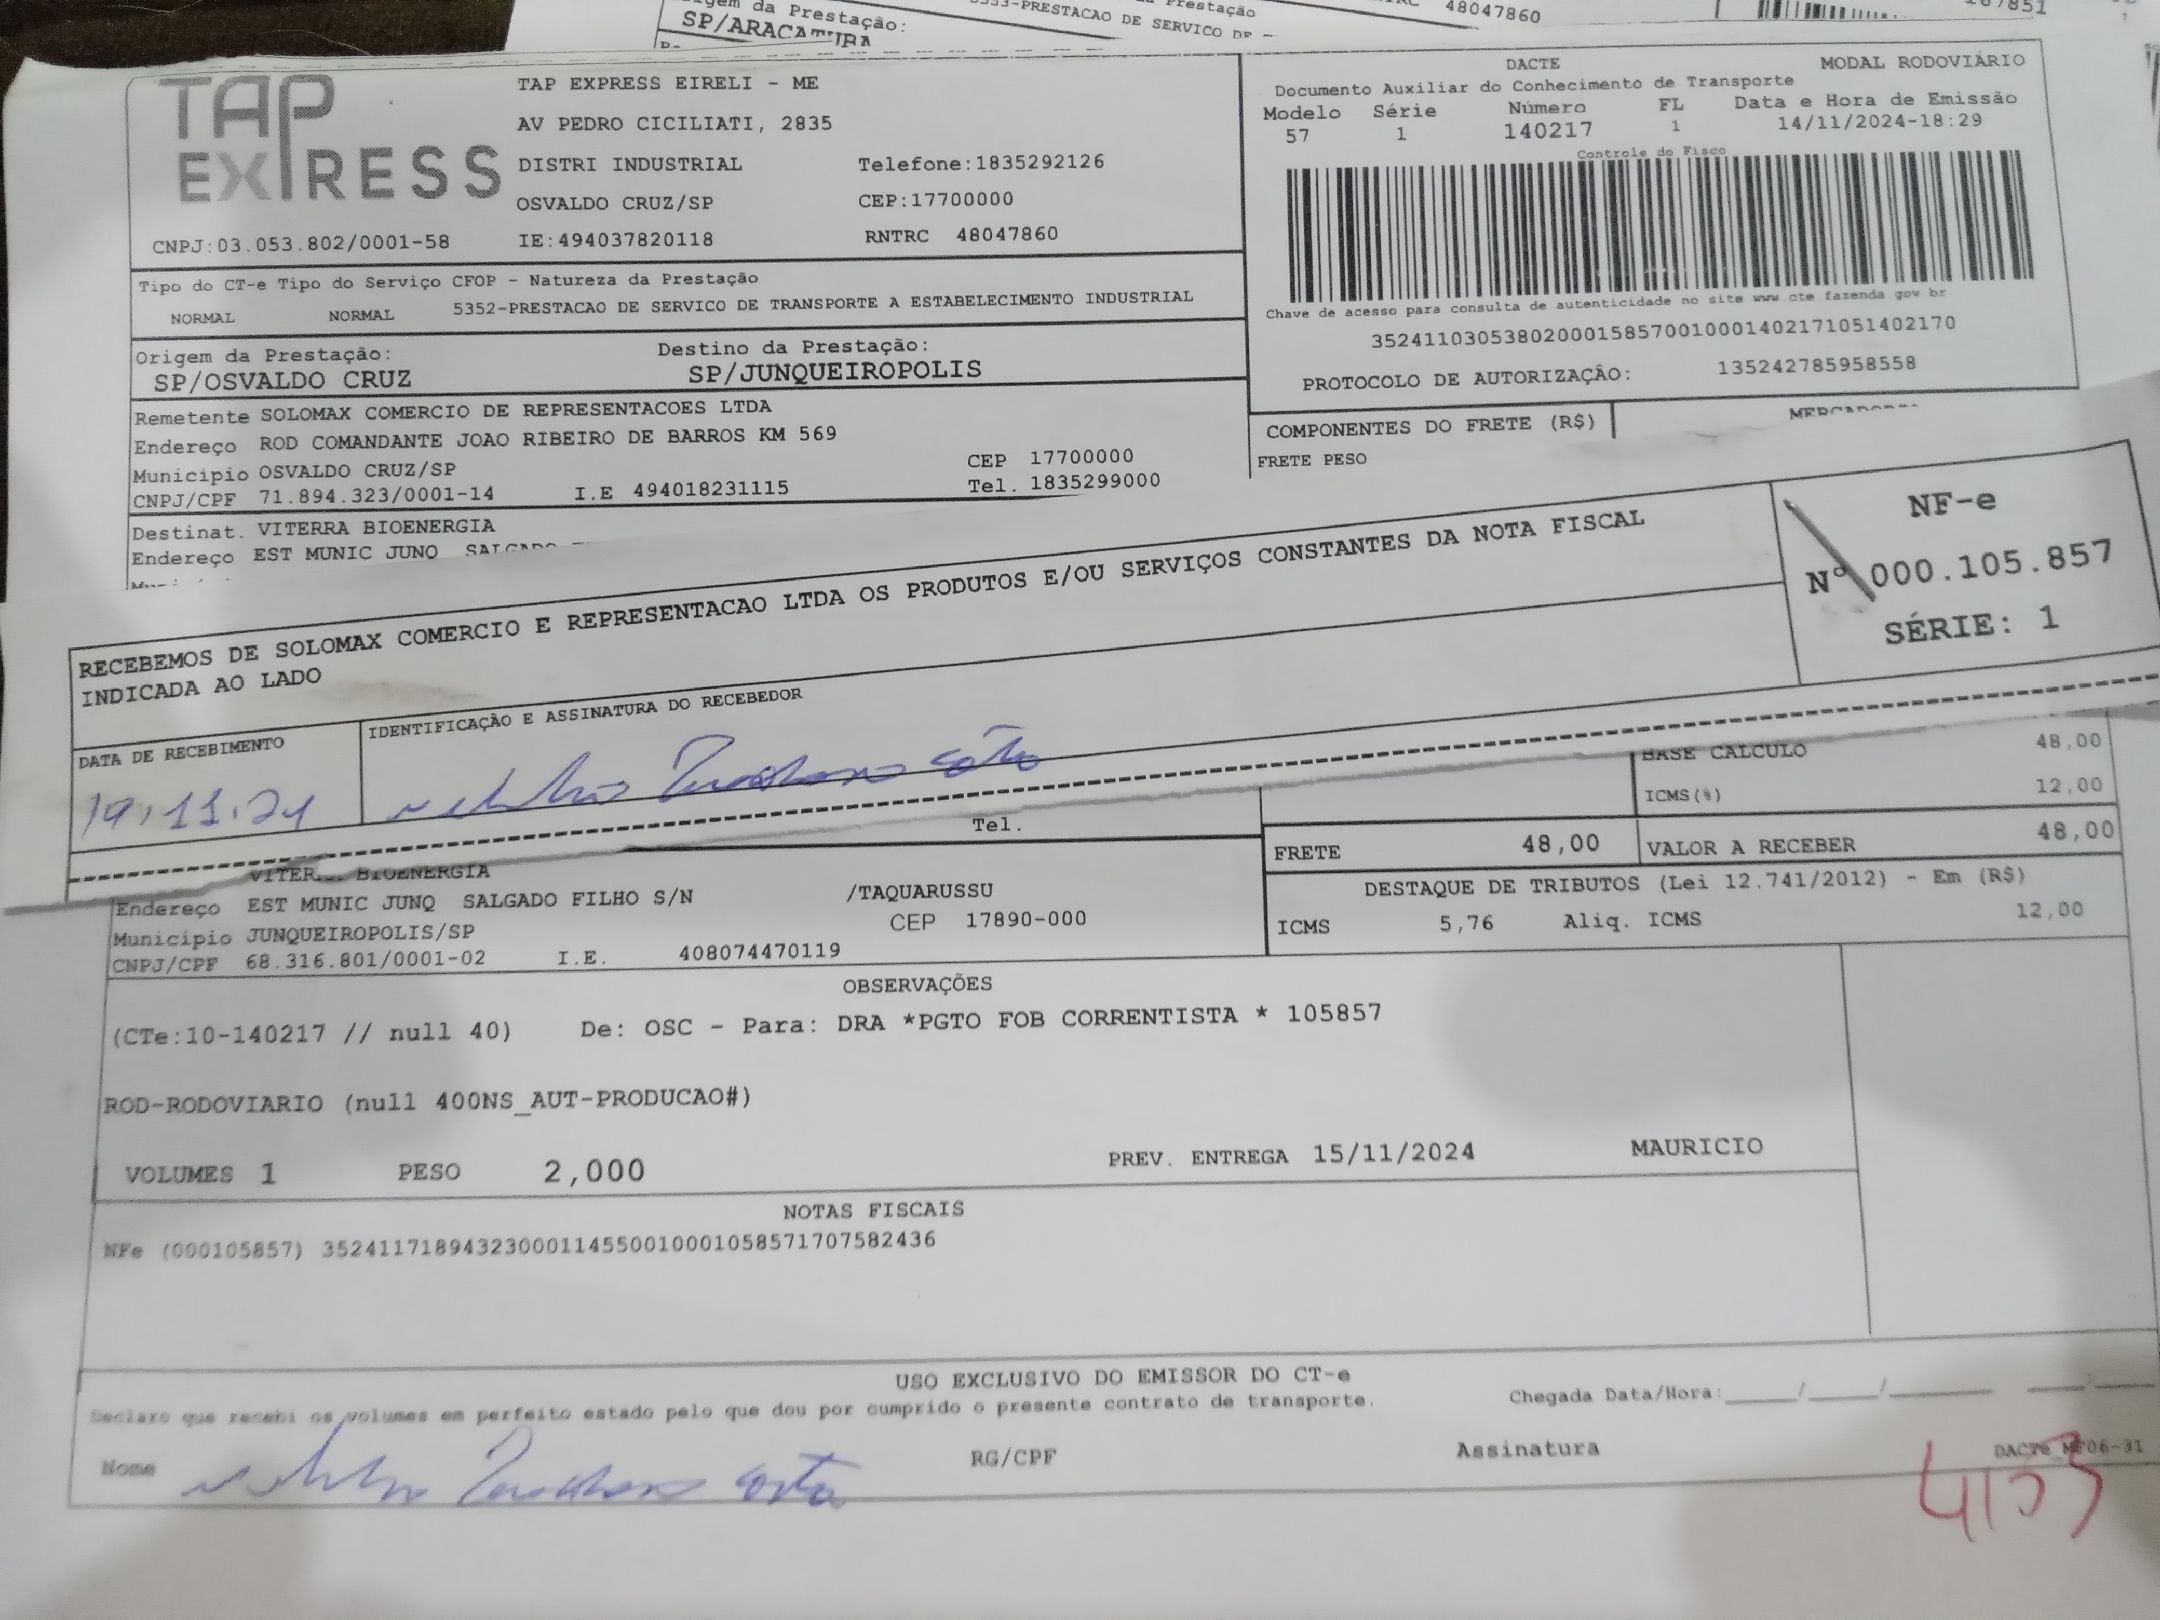 Origem da Prestação:
SP/ARACATUBA
5353-PRESTACAO DE SERVICO DE
48047860
TAP EXPRESS
TAP EXPRESS EIRELI - ME
AV PEDRO CICILIATI, 2835
DISTRI INDUSTRIAL Telefone:1835292126
OSVALDO CRUZ/SP CEP:17700000
CNPJ:03.053.802/0001-58 IE:494037820118 RNTRC 48047860
DACTE MODAL RODOVIÁRIO
Documento Auxiliar do Conhecimento de Transporte
Modelo Série Número FL Data e Hora de Emissão
57 1 140217 1 14/11/2024-18:29
Controle do Fisco
Chave de acesso para consulta de autenticidade no site www.cte.fazenda.gov.br
35241103053802000158570010001402171051402170
PROTOCOLO DE AUTORIZAÇÃO: 135242785958558
Tipo do CT-e Tipo do Serviço CFOP - Natureza da Prestação
NORMAL NORMAL 5352-PRESTACAO DE SERVICO DE TRANSPORTE A ESTABELECIMENTO INDUSTRIAL
Origem da Prestação: Destino da Prestação:
SP/OSVALDO CRUZ SP/JUNQUEIROPOLIS
Remetente SOLOMAX COMERCIO DE REPRESENTACOES LTDA
Endereço ROD COMANDANTE JOAO RIBEIRO DE BARROS KM 569
Município OSVALDO CRUZ/SP CEP 17700000
CNPJ/CPF 71.894.323/0001-14 I.E 494018231115 Tel. 1835299000
COMPONENTES DO FRETE (R$)
FRETE PESO
Destinat. VITERRA BIOENERGIA
Endereço EST MUNIC JUNQ SALGADO
RECEBEMOS DE SOLOMAX COMERCIO E REPRESENTACAO LTDA OS PRODUTOS E/OU SERVIÇOS CONSTANTES DA NOTA FISCAL
INDICADA AO LADO
NF-e
Nº 000.105.857
SÉRIE: 1
DATA DE RECEBIMENTO IDENTIFICAÇÃO E ASSINATURA DO RECEBEDOR
19.11.24
BASE CALCULO 48,00
ICMS(%) 12,00
Tel.
FRETE 48,00 VALOR A RECEBER 48,00
VITERRA BIOENERGIA
Endereço EST MUNIC JUNQ SALGADO FILHO S/N /TAQUARUSSU
Município JUNQUEIROPOLIS/SP CEP 17890-000
CNPJ/CPF 68.316.801/0001-02 I.E. 408074470119
DESTAQUE DE TRIBUTOS (Lei 12.741/2012) - Em (R$)
ICMS 5,76 Aliq. ICMS 12,00
OBSERVAÇÕES
(CTe:10-140217 // null 40) De: OSC - Para: DRA *PGTO FOB CORRENTISTA * 105857
ROD-RODOVIARIO (null 400NS_AUT-PRODUCAO#)
VOLUMES 1 PESO 2,000 PREV. ENTREGA 15/11/2024 MAURICIO
NOTAS FISCAIS
NFe (000105857) 35241171894323000114550010001058571707582436
USO EXCLUSIVO DO EMISSOR DO CT-e
Declaro que recebi os volumes em perfeito estado pelo que dou por cumprido o presente contrato de transporte. Chegada Data/Hora:
Nome RG/CPF Assinatura